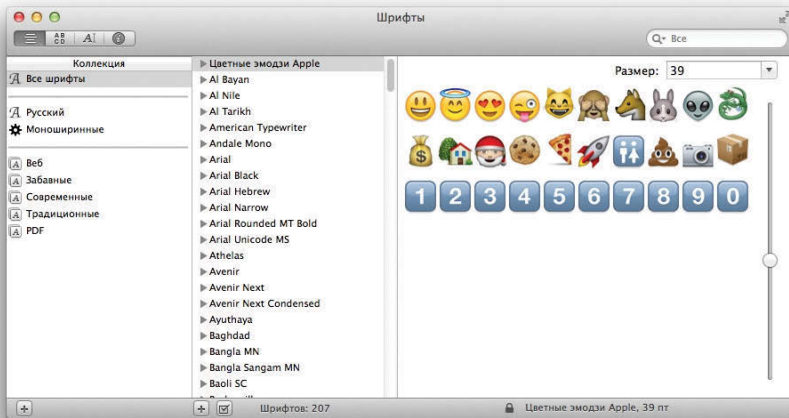 Шрифты
AB
CD
AI
Все
Коллекция
Все шрифты
Русский
Моноширинные
Веб
Забавные
Современные
Традиционные
PDF
Цветные эмодзи Apple
Al Bayan
Al Nile
Al Tarikh
American Typewriter
Andale Mono
Arial
Arial Black
Arial Hebrew
Arial Narrow
Arial Rounded MT Bold
Arial Unicode MS
Athelas
Avenir
Avenir Next
Avenir Next Condensed
Ayuthaya
Baghdad
Bangla MN
Bangla Sangam MN
Baoli SC
Размер: 39
1 2 3 4 5 6 7 8 9 0
Шрифтов: 207
Цветные эмодзи Apple, 39 пт